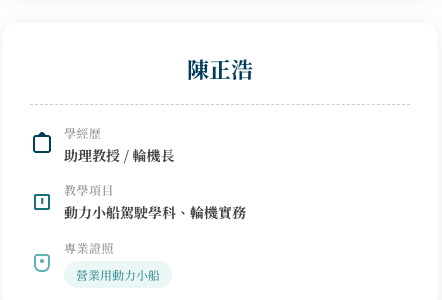 陳正浩
學經歷
助理教授 / 輪機長
教學項目
動力小船駕駛學科、輪機實務
專業證照
營業用動力小船